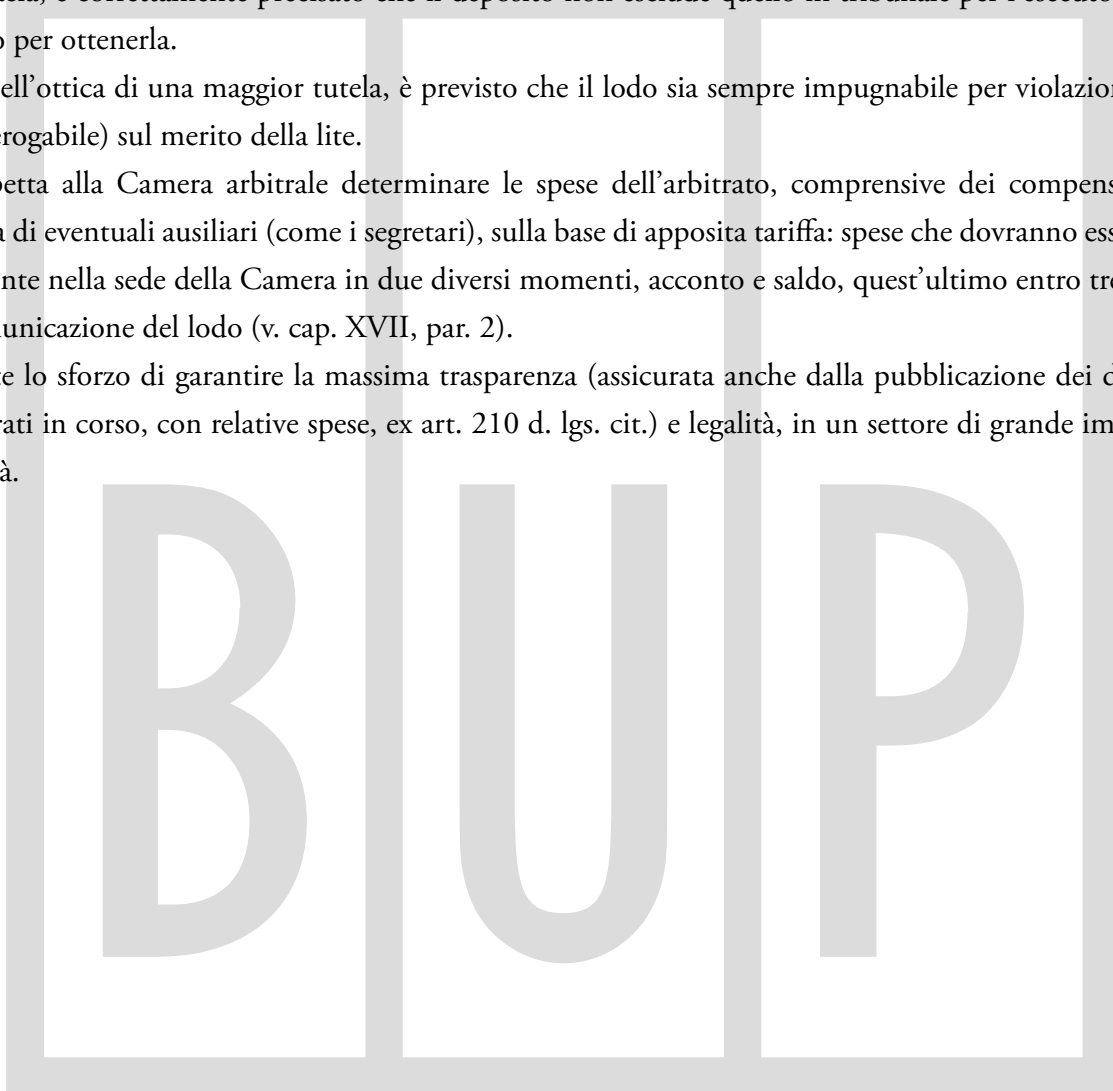 è correttamente precisato che il deposito non esclude quello in tribunale per l'esecuto
o per ottenerla.
ell'ottica di una maggior tutela, è previsto che il lodo sia sempre impugnabile per violazion
erogabile) sul merito della lite.
petta alla Camera arbitrale determinare le spese dell'arbitrato, comprensive dei compens
a di eventuali ausiliari (come i segretari), sulla base di apposita tariffa: spese che dovranno ess
nte nella sede della Camera in due diversi momenti, acconto e saldo, quest'ultimo entro tre
unicazione del lodo (v. cap. XVII, par. 2).
e lo sforzo di garantire la massima trasparenza (assicurata anche dalla pubblicazione dei d
rati in corso, con relative spese, ex art. 210 d. lgs. cit.) e legalità, in un settore di grande im
à.
BUP